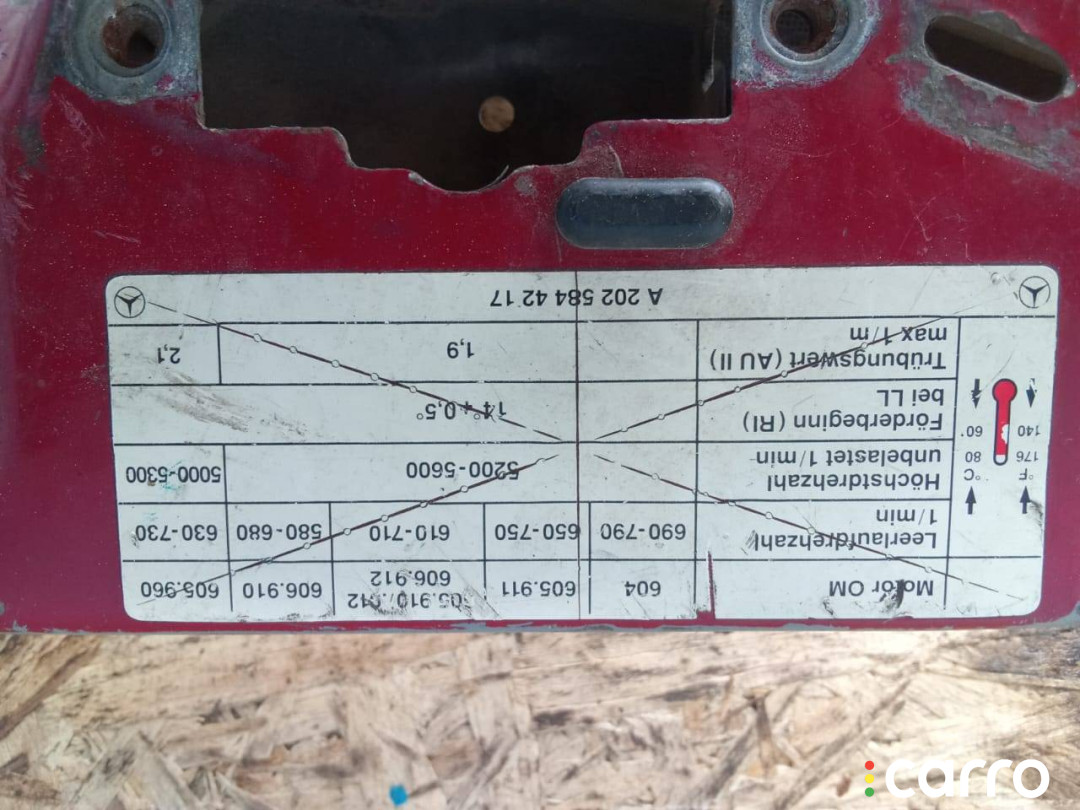 Motor OM 604 605.911 05.910/.912 606.910 605.960
606.912
Leerlaufdrehzahl
1/min 690-790 650-750 610-710 580-680 630-730
°F °C
176 80
140 60°
Höchstdrehzahl
unbelastet 1/min 5200-5600 5000-5300
Förderbeginn (RI)
bei LL 14 ± 0,5°
Trübungswert (AU II)
max 1/m 1,9 2,1
A 202 584 42 17
carro